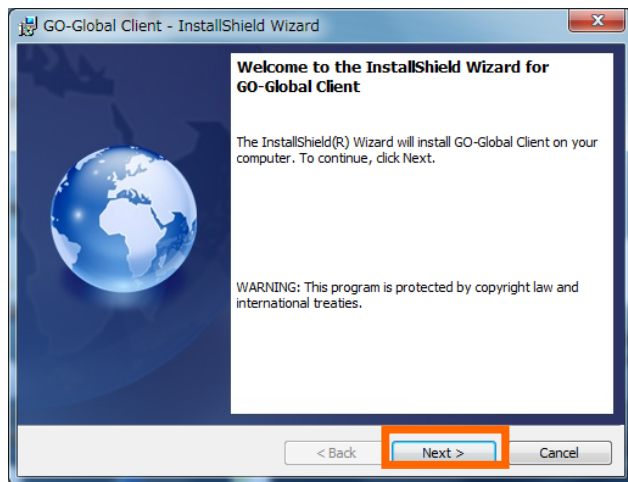 GO-Global Client - InstallShield Wizard
Welcome to the InstallShield Wizard for
GO-Global Client
The InstallShield(R) Wizard will install GO-Global Client on your
computer. To continue, click Next.
WARNING: This program is protected by copyright law and
international treaties.
< Back
Next >
Cancel